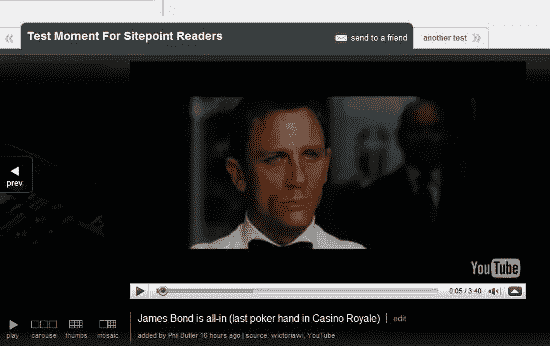 Test Moment For Sitepoint Readers
send to a friend
another test
prev
YouTube
0:05 / 3:40
James Bond is all-in (last poker hand in Casino Royale) | edit
play carouse thumbs mosaic
added by Phil Butler 16 hours ago | source: wictoriawi, YouTube